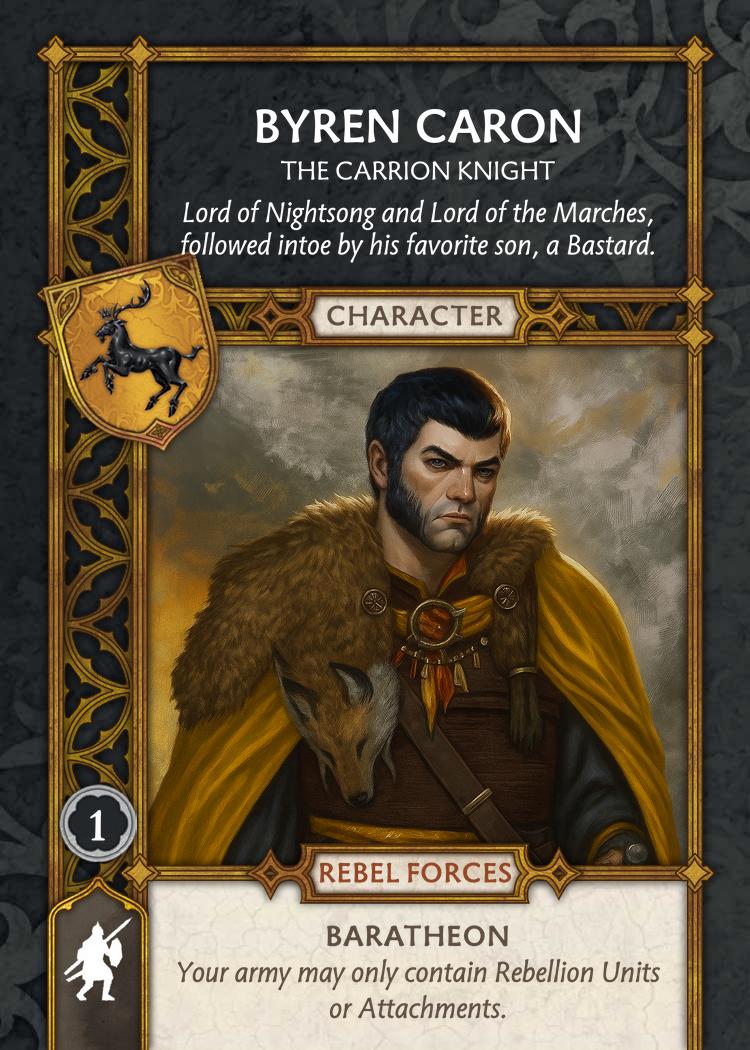 BYREN CARON
THE CARRION KNIGHT
Lord of Nightsong and Lord of the Marches,
followed intoe by his favorite son, a Bastard.
CHARACTER
1
REBEL FORCES
BARATHEON
Your army may only contain Rebellion Units
or Attachments.